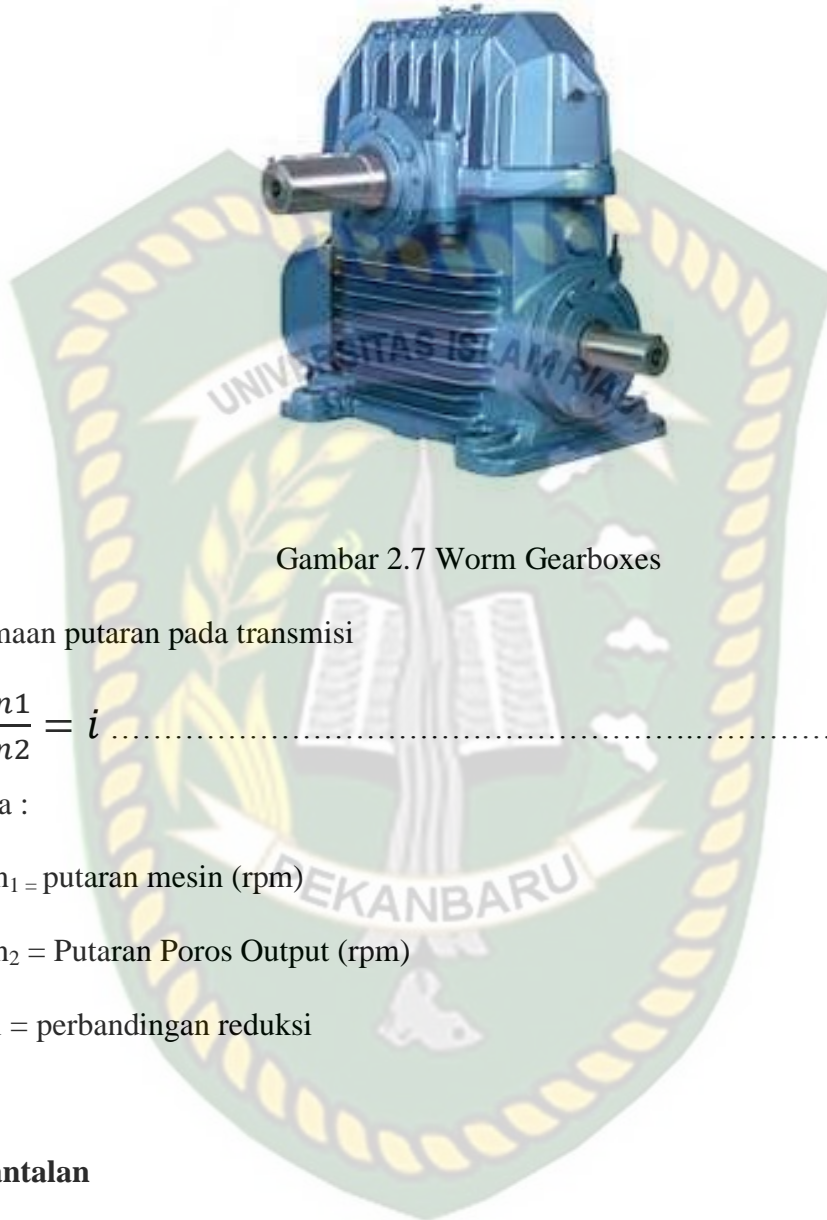 UNIVERSITAS ISLAM RIAU
Gambar 2.7 Worm Gearboxes
maan putaran pada transmisi
n1
n2 = i ……………………………………………………………
a :
n1 = putaran mesin (rpm)
PEKANBARU
n2 = Putaran Poros Output (rpm)
= perbandingan reduksi
antalan